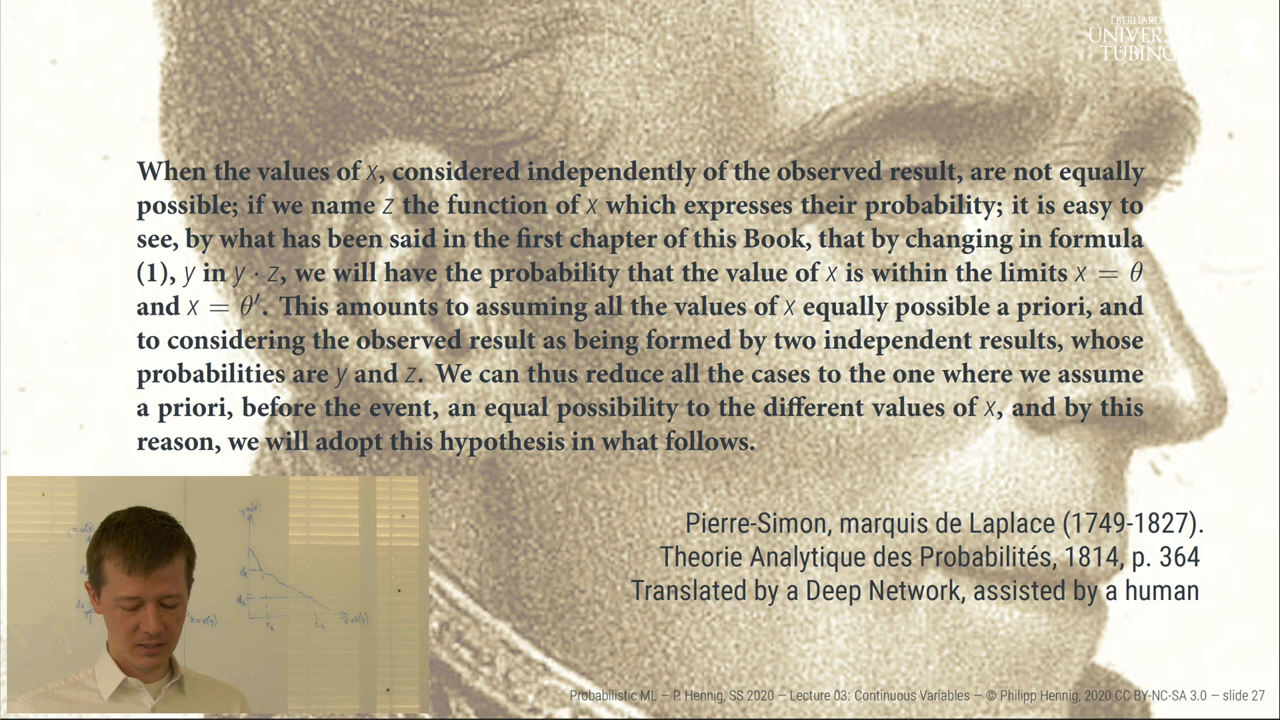 EBERHARD
UNIVERSITÄT
TÜBINGEN
When the values of x, considered independently of the observed result, are not equally
possible; if we name z the function of x which expresses their probability; it is easy to
see, by what has been said in the first chapter of this Book, that by changing in formula
(1), y in y · z, we will have the probability that the value of x is within the limits x = θ
and x = θ′. This amounts to assuming all the values of x equally possible a priori, and
to considering the observed result as being formed by two independent results, whose
probabilities are y and z. We can thus reduce all the cases to the one where we assume
a priori, before the event, an equal possibility to the different values of x, and by this
reason, we will adopt this hypothesis in what follows.
Pierre-Simon, marquis de Laplace (1749-1827).
Theorie Analytique des Probabilités, 1814, p. 364
Translated by a Deep Network, assisted by a human
Probabilistic ML — P. Hennig, SS 2020 — Lecture 03: Continuous Variables — © Philipp Hennig, 2020 CC BY-NC-SA 3.0 — slide 27